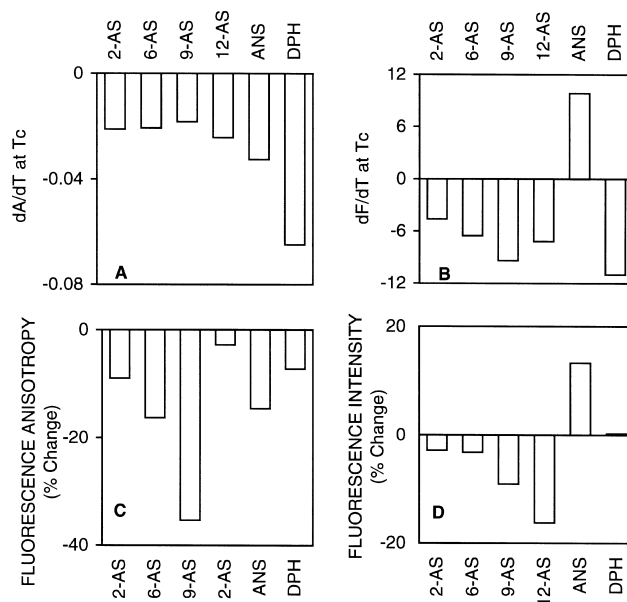 2-AS 6-AS 9-AS 12-AS ANS DPH
dA/dT at Tc
0
-0.04
-0.08
A
2-AS 6-AS 9-AS 12-AS ANS DPH
dF/dT at Tc
12
6
0
-6
-12
B
FLUORESCENCE ANISOTROPY
(% Change)
0
-20
-40
C
2-AS 6-AS 9-AS 2-AS ANS DPH
FLUORESCENCE INTENSITY
(% Change)
20
0
-20
D
2-AS 6-AS 9-AS 12-AS ANS DPH